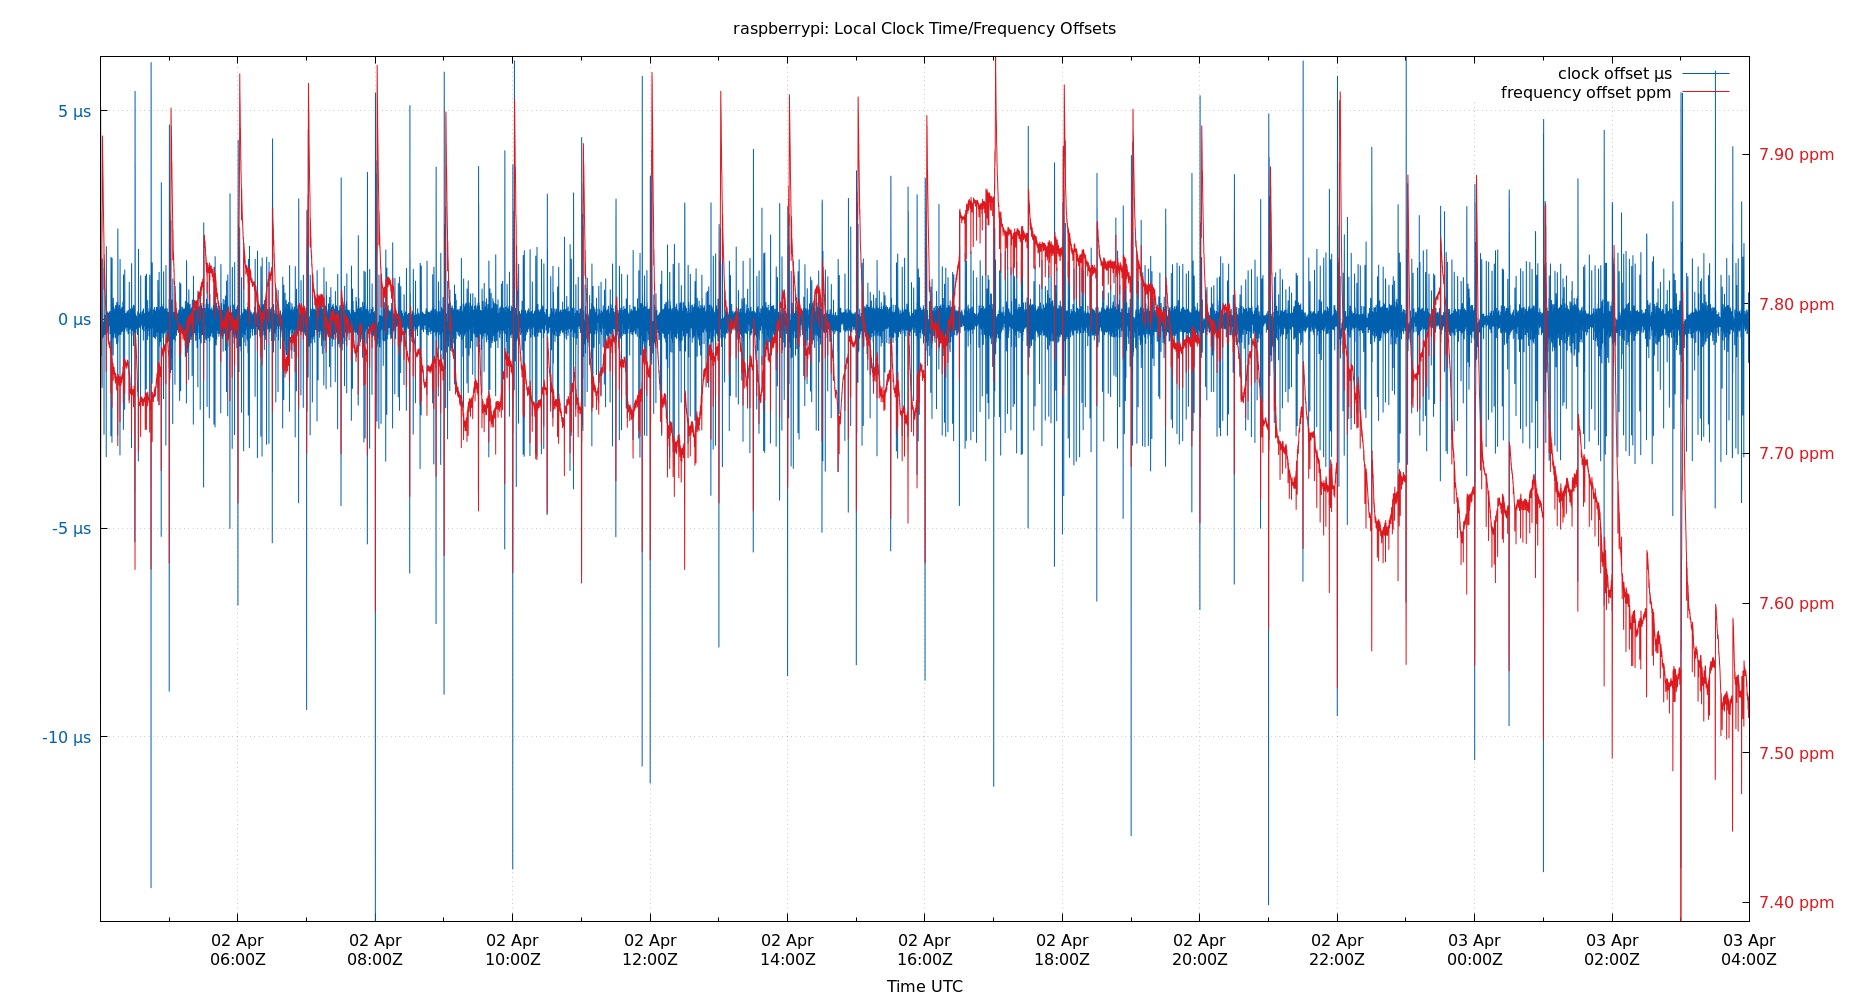 raspberrypi: Local Clock Time/Frequency Offsets
clock offset µs
frequency offset ppm
5 µs
0 µs
-5 µs
-10 µs
7.90 ppm
7.80 ppm
7.70 ppm
7.60 ppm
7.50 ppm
7.40 ppm
02 Apr 02 Apr 02 Apr 02 Apr 02 Apr 02 Apr 02 Apr 02 Apr 02 Apr 03 Apr 03 Apr 03 Apr
06:00Z 08:00Z 10:00Z 12:00Z 14:00Z 16:00Z 18:00Z 20:00Z 22:00Z 00:00Z 02:00Z 04:00Z
Time UTC